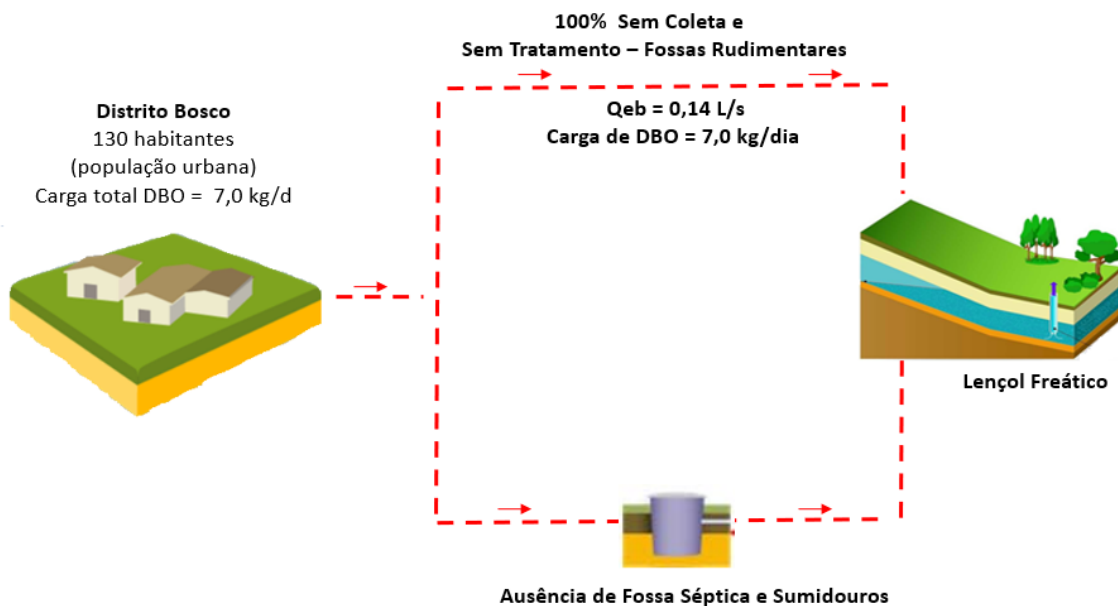 100%  Sem Coleta e
Sem Tratamento – Fossas Rudimentares
Qeb = 0,14 L/s
Carga de DBO = 7,0 kg/dia
Distrito Bosco
130 habitantes
(população urbana)
Carga total DBO =  7,0 kg/d
Lençol Freático
Ausência de Fossa Séptica e Sumidouros